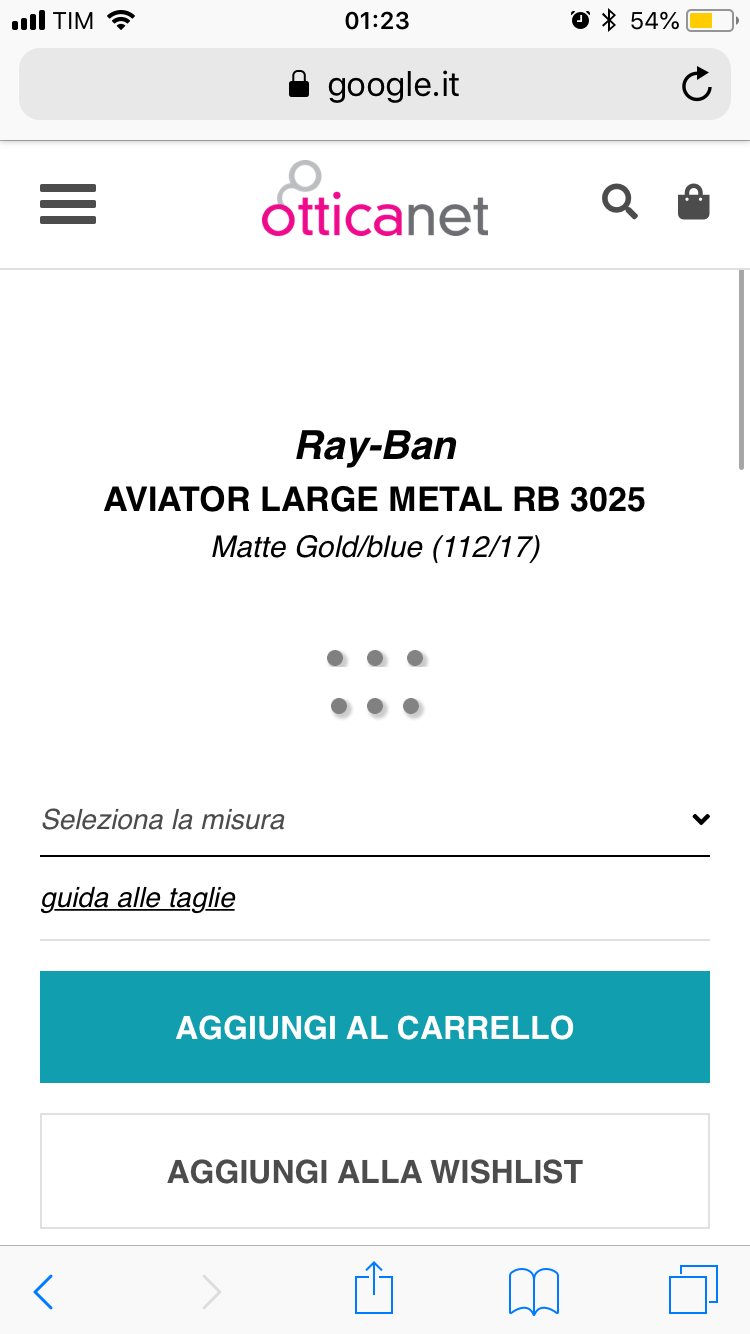 TIM 01:23 54%
google.it
otticanet
Ray-Ban
AVIATOR LARGE METAL RB 3025
Matte Gold/blue (112/17)
Seleziona la misura
guida alle taglie
AGGIUNGI AL CARRELLO
AGGIUNGI ALLA WISHLIST